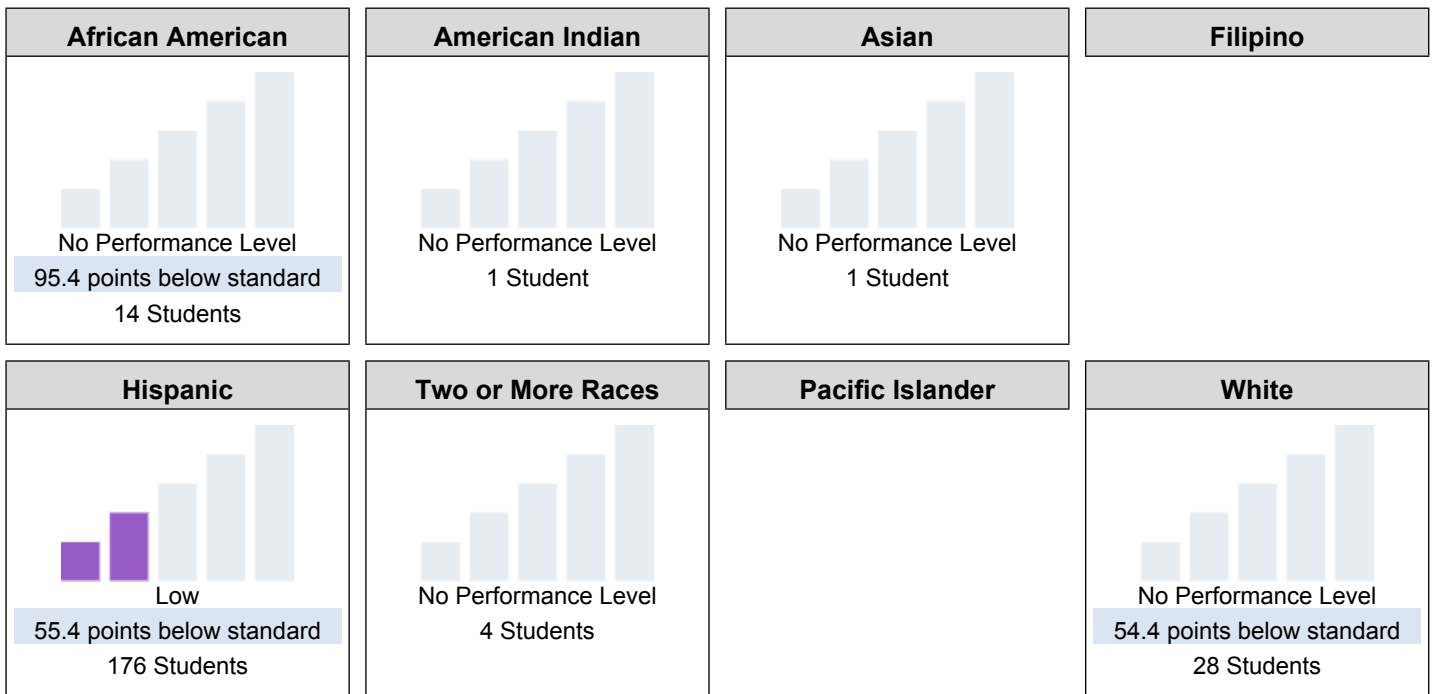 African American
No Performance Level
95.4 points below standard
14 Students
American Indian
No Performance Level
1 Student
Asian
No Performance Level
1 Student
Filipino
Hispanic
Low
55.4 points below standard
176 Students
Two or More Races
No Performance Level
4 Students
Pacific Islander
White
No Performance Level
54.4 points below standard
28 Students